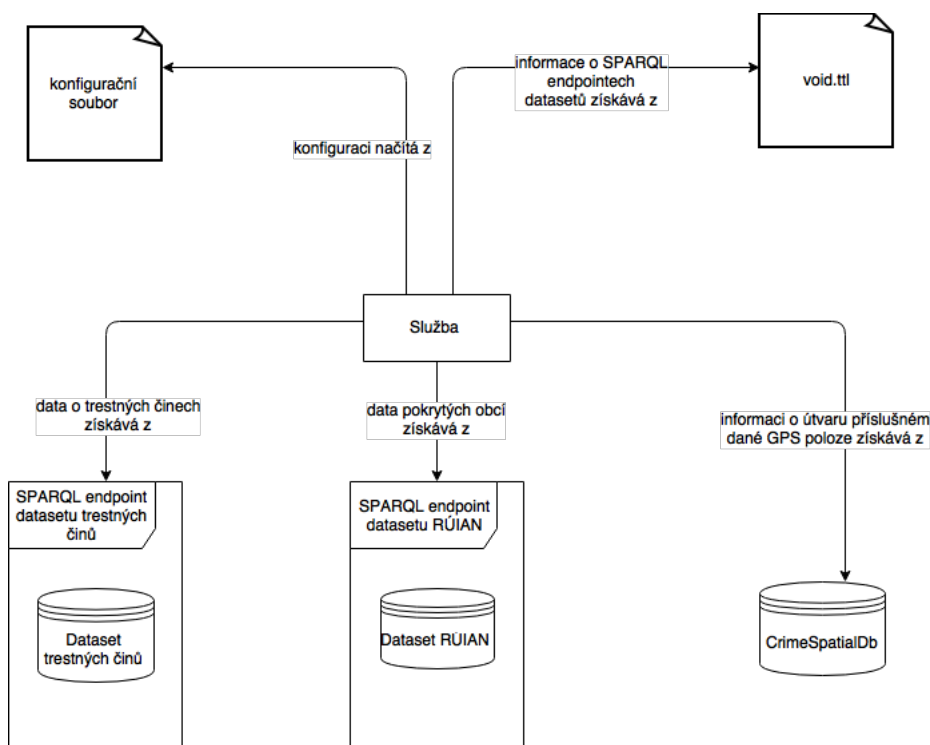 konfigurační
soubor
informace o SPARQL
endpointech
datasetů získává z
void.ttl
konfiguraci načítá z
Služba
data o trestných činech
získává z
data pokrytých obcí
získává z
informaci o útvaru příslušném
dané GPS poloze získává z
SPARQL endpoint
datasetu trestných
činů
SPARQL endpoint
datasetu RÚIAN
Dataset
trestných činů
Dataset RÚIAN
CrimeSpatialDb